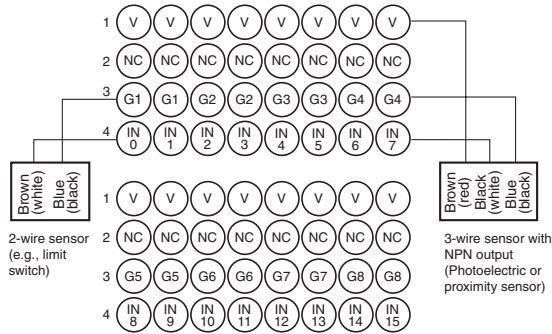 1 V V V V V V V V
2 NC NC NC NC NC NC NC NC
3 G1 G1 G2 G2 G3 G3 G4 G4
4 IN 0 IN 1 IN 2 IN 3 IN 4 IN 5 IN 6 IN 7
Brown (white)
Blue (black)
2-wire sensor
(e.g., limit
switch)
Brown (red)
Black (white)
Blue (black)
3-wire sensor with
NPN output
(Photoelectric or
proximity sensor)
1 V V V V V V V V
2 NC NC NC NC NC NC NC NC
3 G5 G5 G6 G6 G7 G7 G8 G8
4 IN 8 IN 9 IN 10 IN 11 IN 12 IN 13 IN 14 IN 15